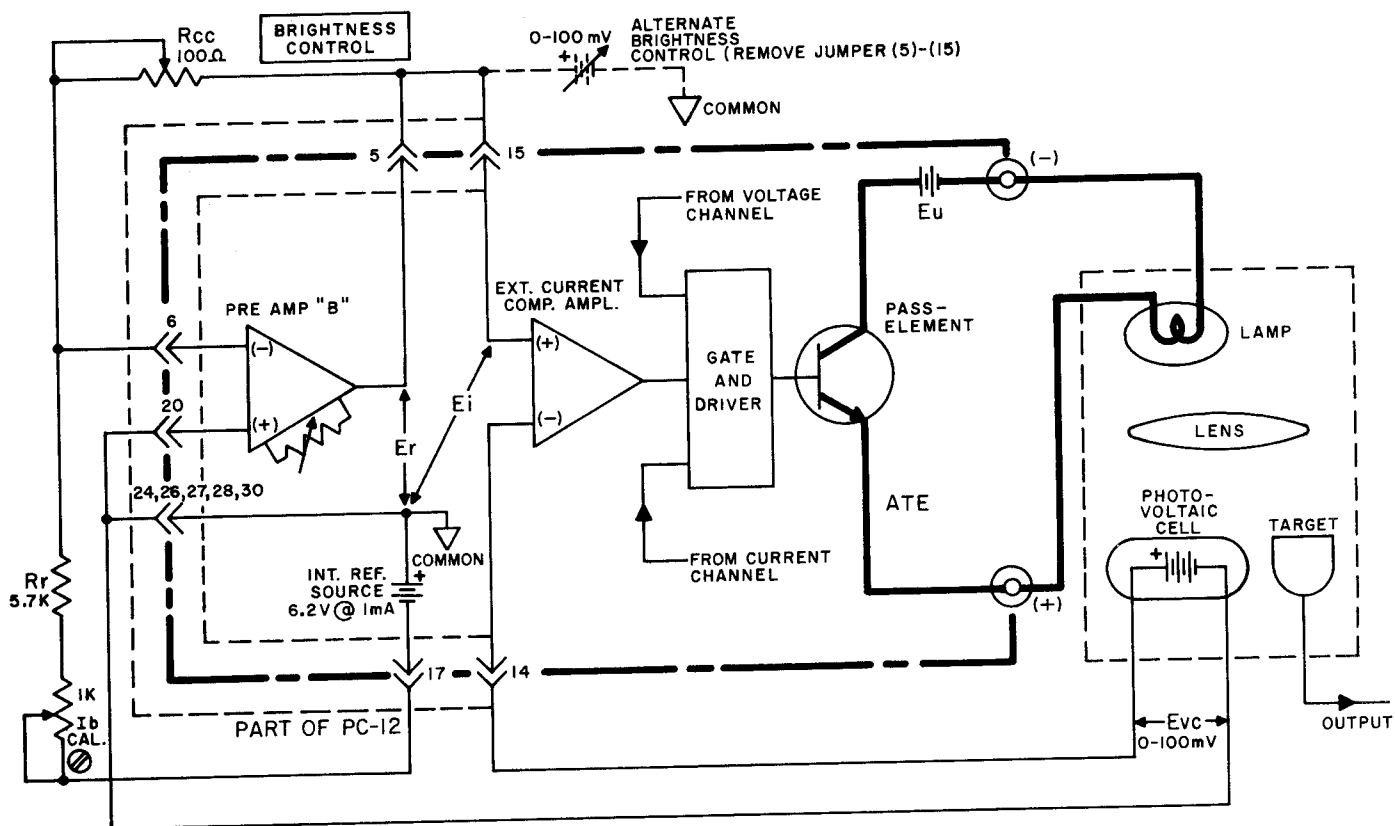 Rcc
100Ω
BRIGHTNESS
CONTROL
0-100 mV
+
ALTERNATE
BRIGHTNESS
CONTROL (REMOVE JUMPER (5)-(15)
COMMON
5
15
(-)
FROM VOLTAGE
CHANNEL
Eu
PRE AMP "B"
EXT. CURRENT
COMP. AMPL.
PASS-
ELEMENT
LAMP
6
(-)
(+)
GATE
AND
DRIVER
20
(+)
Ei
(-)
Er
LENS
24,26,27,28,30
ATE
PHOTO-
VOLTAIC
CELL
TARGET
COMMON
+
FROM CURRENT
CHANNEL
+
INT. REF.
SOURCE
6.2V @ 1mA
Rr
5.7K
(+)
17
14
1K
Ib
CAL.
PART OF PC-12
Evc
0-100mV
OUTPUT